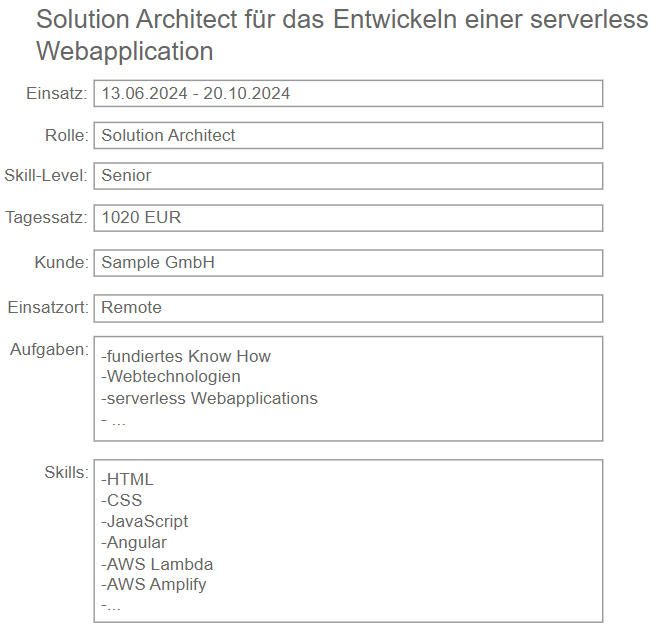 Solution Architect für das Entwickeln einer serverless
Webapplication
Einsatz: 13.06.2024 - 20.10.2024
Rolle: Solution Architect
Skill-Level: Senior
Tagessatz: 1020 EUR
Kunde: Sample GmbH
Einsatzort: Remote
Aufgaben:
-fundiertes Know How
-Webtechnologien
-serverless Webapplications
- ...
Skills:
-HTML
-CSS
-JavaScript
-Angular
-AWS Lambda
-AWS Amplify
-...